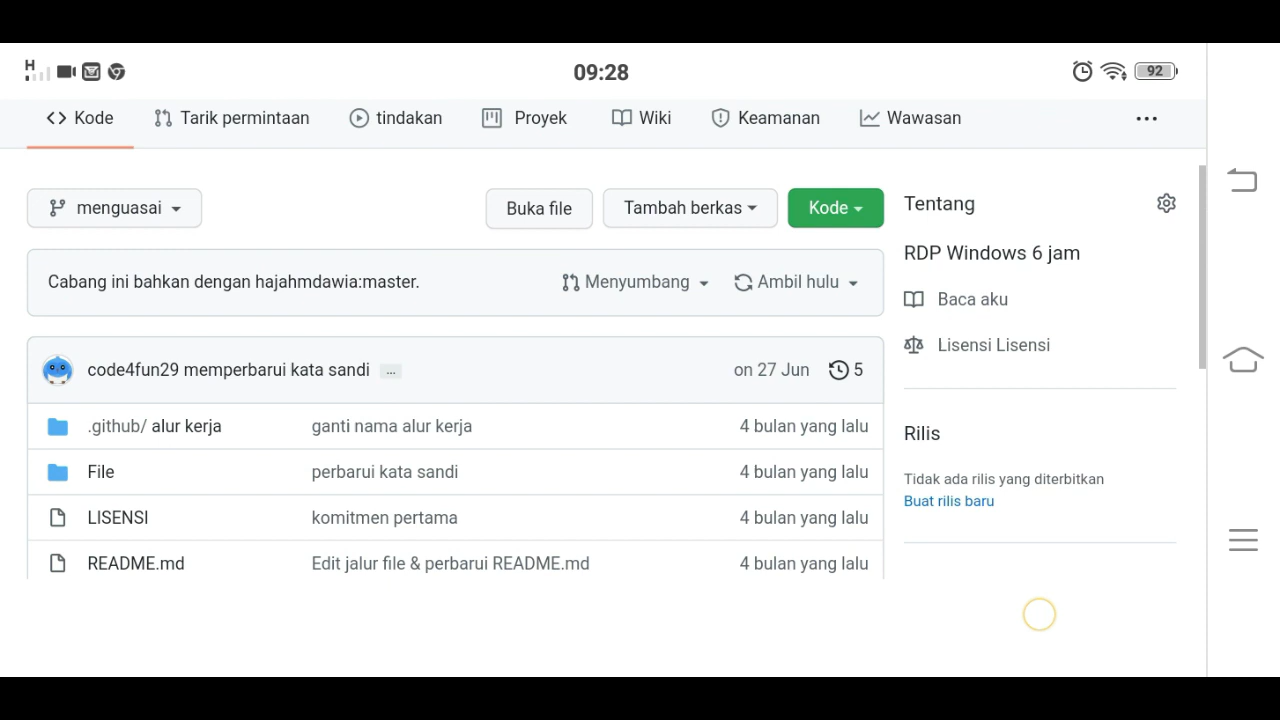 H 09:28 92
Kode Tarik permintaan tindakan Proyek Wiki Keamanan Wawasan ...
menguasai Buka file Tambah berkas Kode Tentang
RDP Windows 6 jam
Cabang ini bahkan dengan hajahmdawia:master. Menyumbang Ambil hulu
Baca aku
Lisensi Lisensi
code4fun29 memperbarui kata sandi ... on 27 Jun 5
.github/ alur kerja ganti nama alur kerja 4 bulan yang lalu
Rilis
File perbarui kata sandi 4 bulan yang lalu
Tidak ada rilis yang diterbitkan
Buat rilis baru
LISENSI komitmen pertama 4 bulan yang lalu
README.md Edit jalur file & perbarui README.md 4 bulan yang lalu